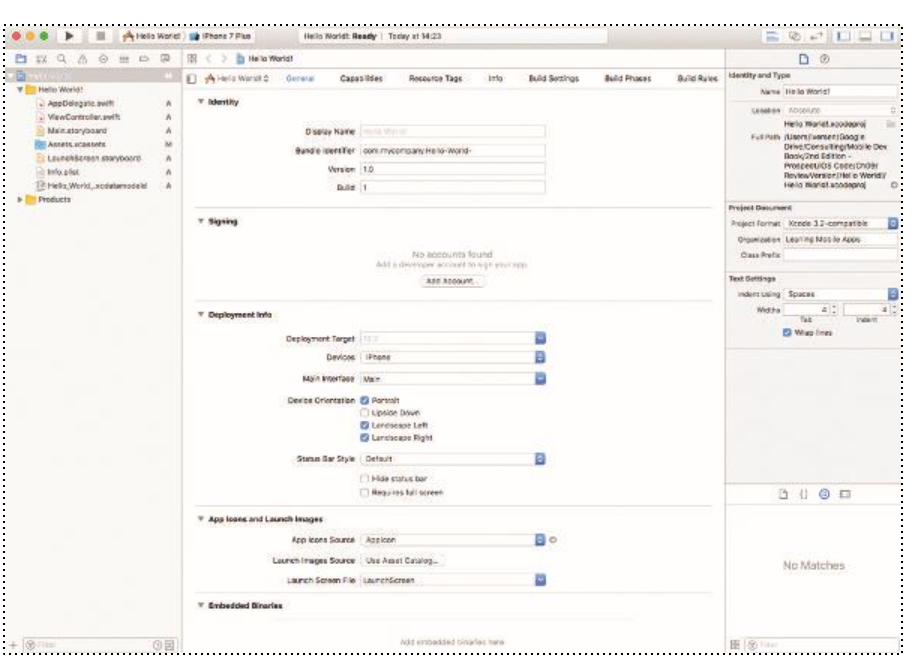 Hello World! iPhone 7 Plus
Hello World!: Ready | Today at 14:23
Hello World!
Hello World!
AppDelegate.swift A
ViewController.swift A
Main.storyboard A
Assets.xcassets M
LaunchScreen.storyboard A
Info.plist A
Hello_World_.xcdatamodeld A
Products
Filter
Hello World!
Hello World! General Capabilities Resource Tags Info Build Settings Build Phases Build Rules
Identity
Display Name Hello World!
Bundle Identifier com.mycompany.Hello-World-
Version 1.0
Build 1
Signing
No accounts found
Add a developer account to sign your app
Add Account...
Deployment Info
Deployment Target
Devices iPhone
Main Interface Main
Device Orientation Portrait
Upside Down
Landscape Left
Landscape Right
Status Bar Style Default
Hide status bar
Requires full screen
App Icons and Launch Images
App Icons Source AppIcon
Launch Images Source Use Asset Catalog...
Launch Screen File LaunchScreen
Embedded Binaries
Add embedded binaries here
Identity and Type
Name Hello World!
Location Absolute
Hello World!.xcodeproj
Full Path /Users/iversen/Google
Drive/Consulting/Mobile Dev
Book/2nd Edition -
Prospect/iOS Code/Ch08r
ReviewVersion/Hello World!/
Hello World!.xcodeproj
Project Document
Project Format Xcode 3.2-compatible
Organization Learning Mobile Apps
Class Prefix
Text Settings
Indent Using Spaces
Widths 4 4
Tab Indent
Wrap lines
No Matches
Filter